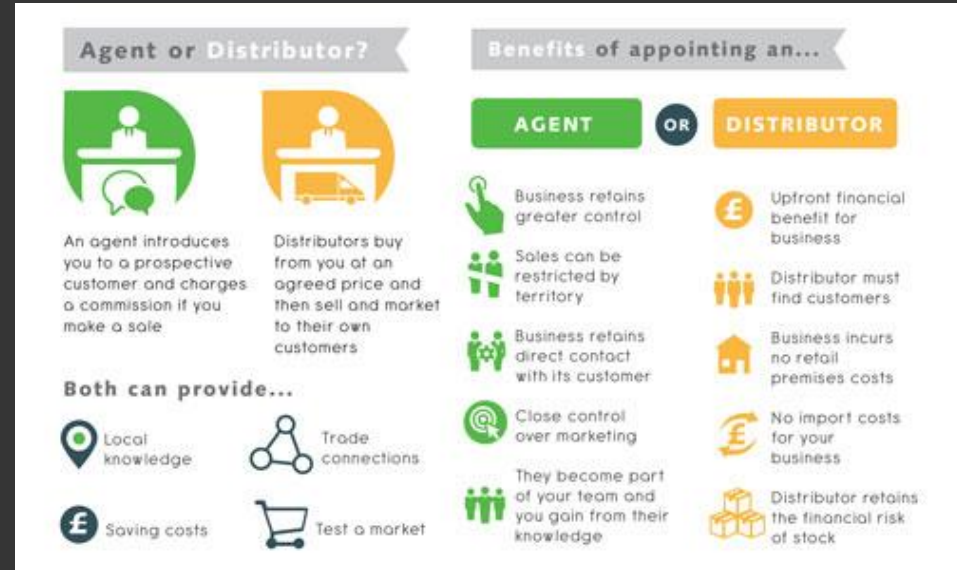 Agent or Distributor?
An agent introduces
you to a prospective
customer and charges
a commission if you
make a sale
Distributors buy
from you at an
agreed price and
then sell and market
to their own
customers
Both can provide...
Local
knowledge
Trade
connections
£
Saving costs
Test a market
Benefits of appointing an...
AGENT
OR
DISTRIBUTOR
Business retains
greater control
Sales can be
restricted by
territory
Business retains
direct contact
with its customer
Close control
over marketing
They become part
of your team and
you gain from their
knowledge
£
Upfront financial
benefit for
business
Distributor must
find customers
Business incurs
no retail
premises costs
£
No import costs
for your
business
Distributor retains
the financial risk
of stock